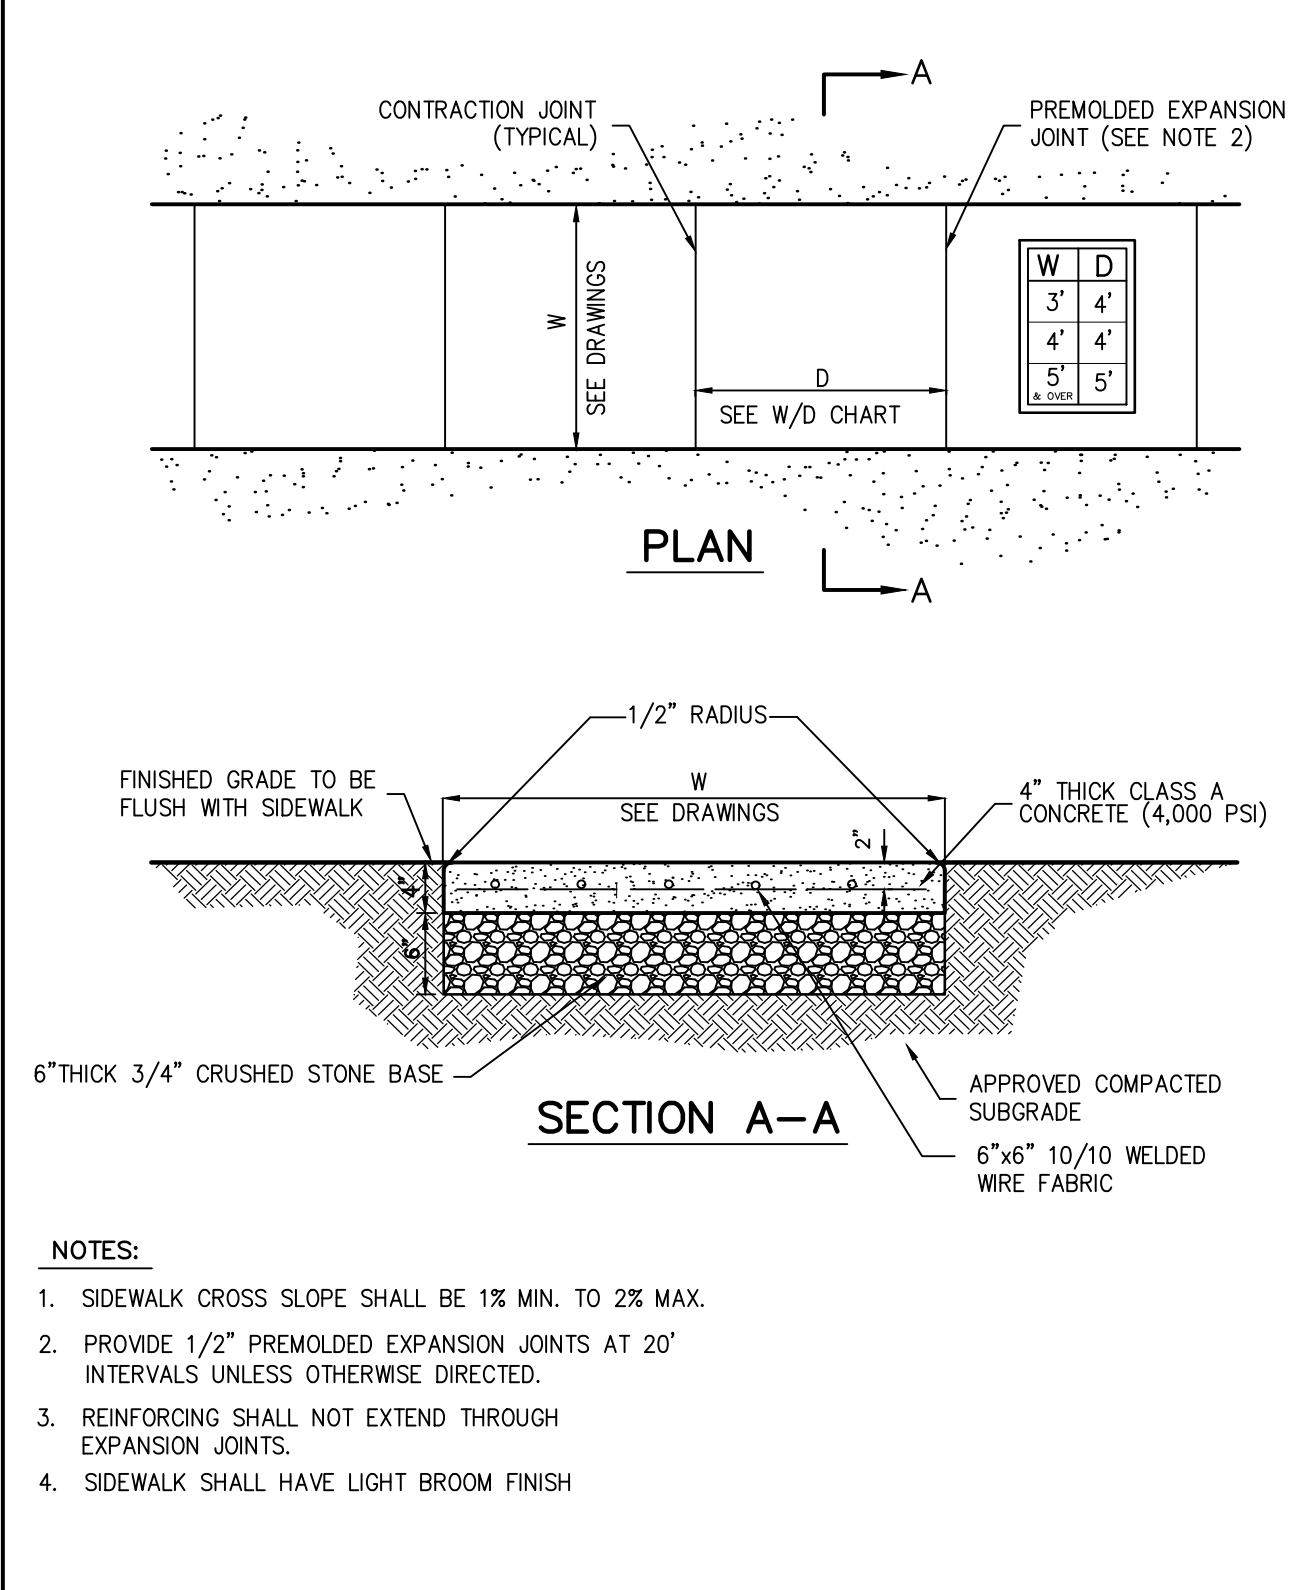 A
CONTRACTION JOINT
(TYPICAL)
PREMOLDED EXPANSION
JOINT (SEE NOTE 2)
W
SEE DRAWINGS
D
SEE W/D CHART
W D
3' 4'
4' 4'
5' 5'
& OVER
PLAN
A
1/2" RADIUS
FINISHED GRADE TO BE
FLUSH WITH SIDEWALK
W
SEE DRAWINGS
4" THICK CLASS A
CONCRETE (4,000 PSI)
2"
4"
6"
6"THICK 3/4" CRUSHED STONE BASE
APPROVED COMPACTED
SUBGRADE
SECTION A-A
6"x6" 10/10 WELDED
WIRE FABRIC
NOTES:
1. SIDEWALK CROSS SLOPE SHALL BE 1% MIN. TO 2% MAX.
2. PROVIDE 1/2" PREMOLDED EXPANSION JOINTS AT 20'
INTERVALS UNLESS OTHERWISE DIRECTED.
3. REINFORCING SHALL NOT EXTEND THROUGH
EXPANSION JOINTS.
4. SIDEWALK SHALL HAVE LIGHT BROOM FINISH